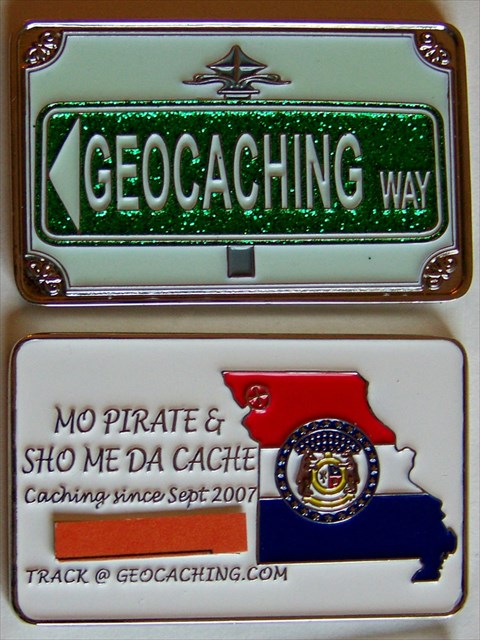 GEOCACHING WAY
MO PIRATE &
SHO ME DA CACHE
Caching since Sept 2007
TRACK @ GEOCACHING.COM